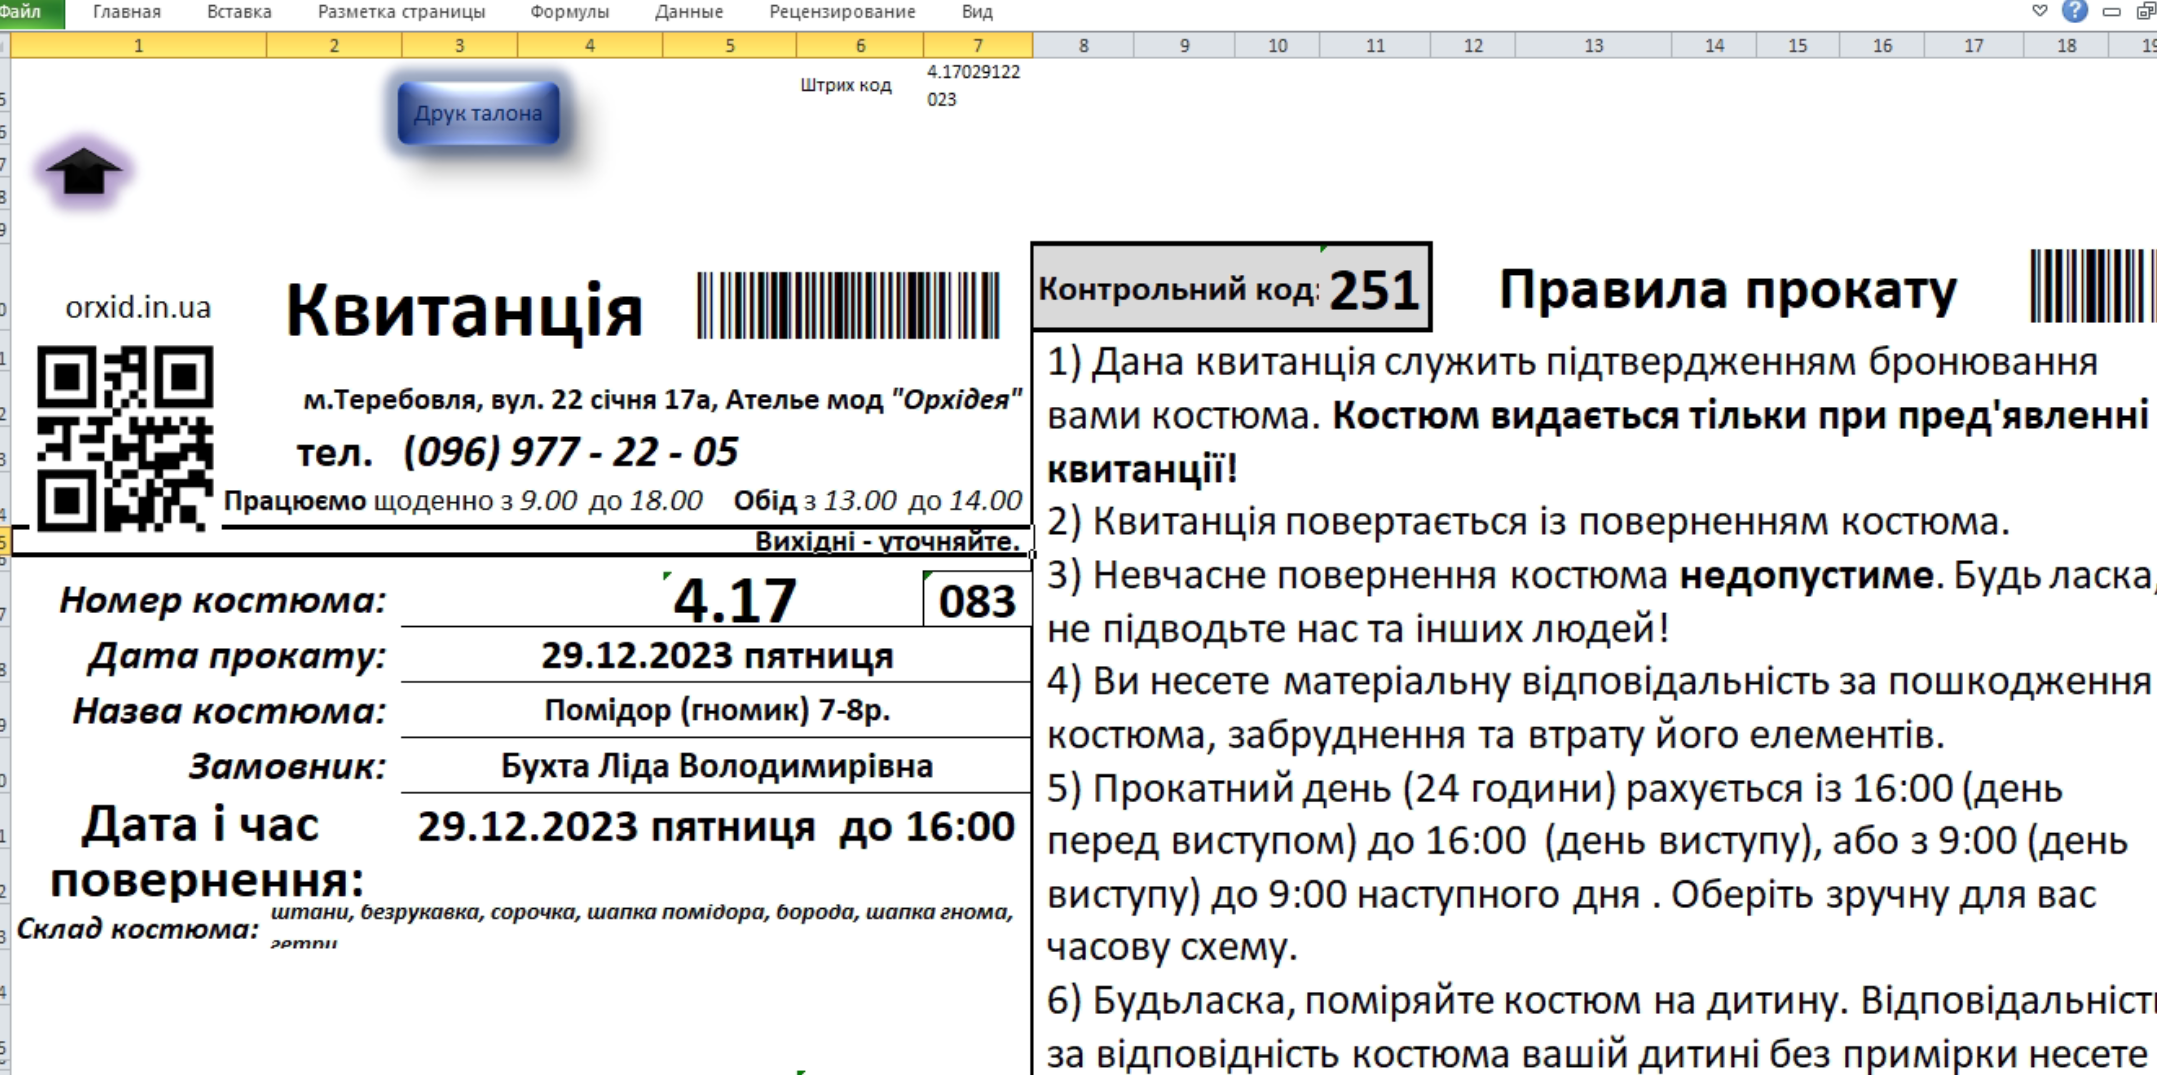 Файл Главная Вставка Разметка страницы Формулы Данные Рецензирование Вид
1 2 3 4 5 6 7 8 9 10 11 12 13 14 15 16 17 18
Друк талона
Штрих код
4.17029122
023
orxid.in.ua
Квитанція
м.Теребовля, вул. 22 січня 17а, Ателье мод "Орхідея"
тел. (096) 977 - 22 - 05
Працюємо щоденно з 9.00 до 18.00 Обід з 13.00 до 14.00
Вихідні - уточняйте.
Номер костюма: 4.17 083
Дата прокату: 29.12.2023 пятниця
Назва костюма: Помідор (гномик) 7-8р.
Замовник: Бухта Ліда Володимирівна
Дата і час 29.12.2023 пятниця до 16:00
повернення:
Склад костюма: штани, безрукавка, сорочка, шапка помідора, борода, шапка гнома,
гетри
Контрольний код: 251
Правила прокату
1) Дана квитанція служить підтвердженням бронювання
вами костюма. Костюм видається тільки при пред'явленні
квитанції!
2) Квитанція повертається із поверненням костюма.
3) Невчасне повернення костюма недопустиме. Будь ласка,
не підводьте нас та інших людей!
4) Ви несете матеріальну відповідальність за пошкодження
костюма, забруднення та втрату його елементів.
5) Прокатний день (24 години) рахується із 16:00 (день
перед виступом) до 16:00 (день виступу), або з 9:00 (день
виступу) до 9:00 наступного дня . Оберіть зручну для вас
часову схему.
6) Будьласка, поміряйте костюм на дитину. Відповідальність
за відповідність костюма вашій дитині без примірки несете